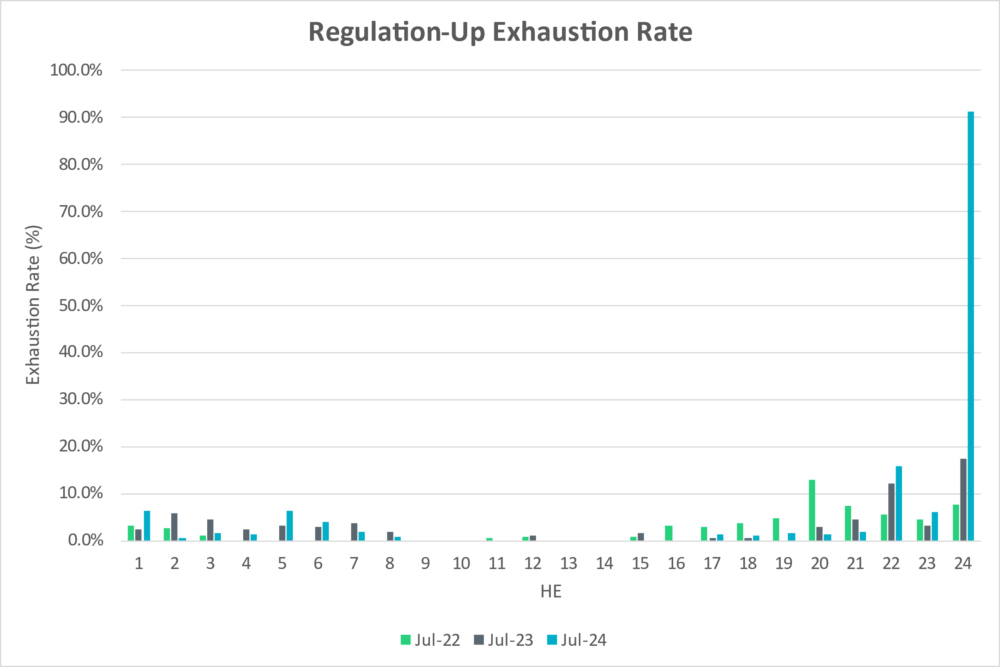 Regulation-Up Exhaustion Rate
100.0%
90.0%
80.0%
70.0%
60.0%
50.0%
40.0%
30.0%
20.0%
10.0%
0.0%
Exhaustion Rate (%)
1 2 3 4 5 6 7 8 9 10 11 12 13 14 15 16 17 18 19 20 21 22 23 24
HE
Jul-22 Jul-23 Jul-24